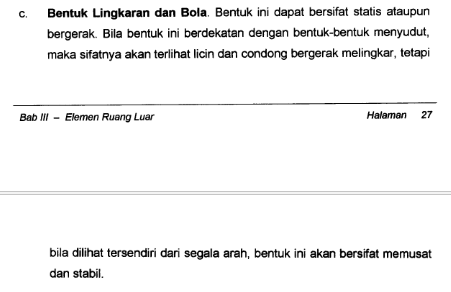 c. Bentuk Lingkaran dan Bola. Bentuk ini dapat bersifat statis ataupun
bergerak. Bila bentuk ini berdekatan dengan bentuk-bentuk menyudut,
maka sifatnya akan terlihat licin dan condong bergerak melingkar, tetapi
Bab III – Elemen Ruang Luar Halaman 27
bila dilihat tersendiri dari segala arah, bentuk ini akan bersifat memusat
dan stabil.